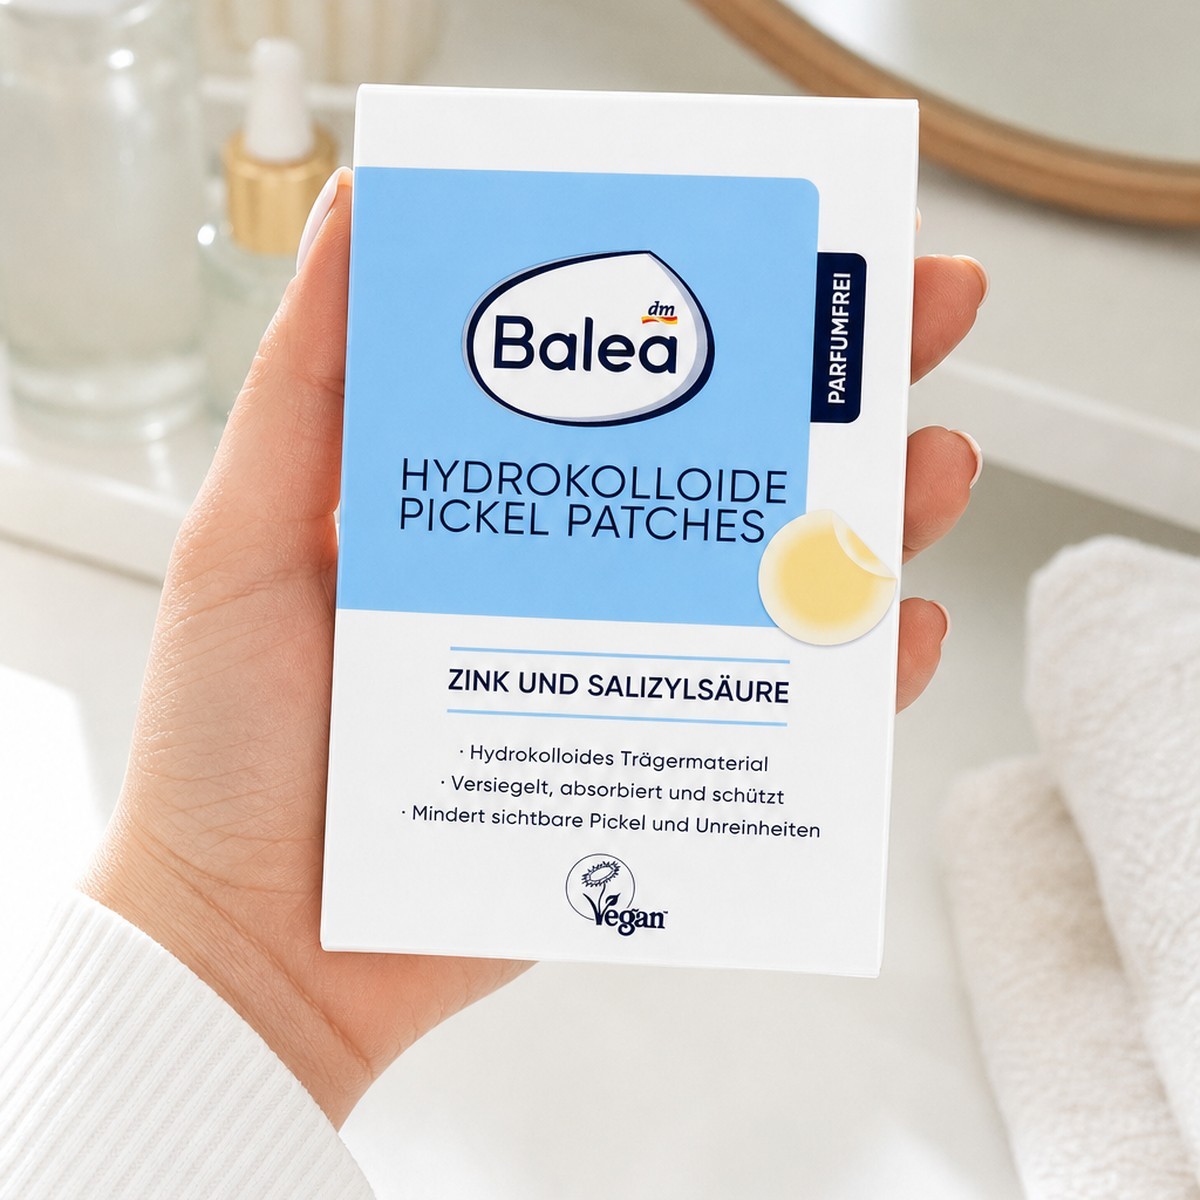 dm
Balea
PARFUMFREI
HYDROKOLLOIDE
PICKEL PATCHES
ZINK UND SALIZYLSÄURE
· Hydrokolloides Trägermaterial
· Versiegelt, absorbiert und schützt
· Mindert sichtbare Pickel und Unreinheiten
Vegan